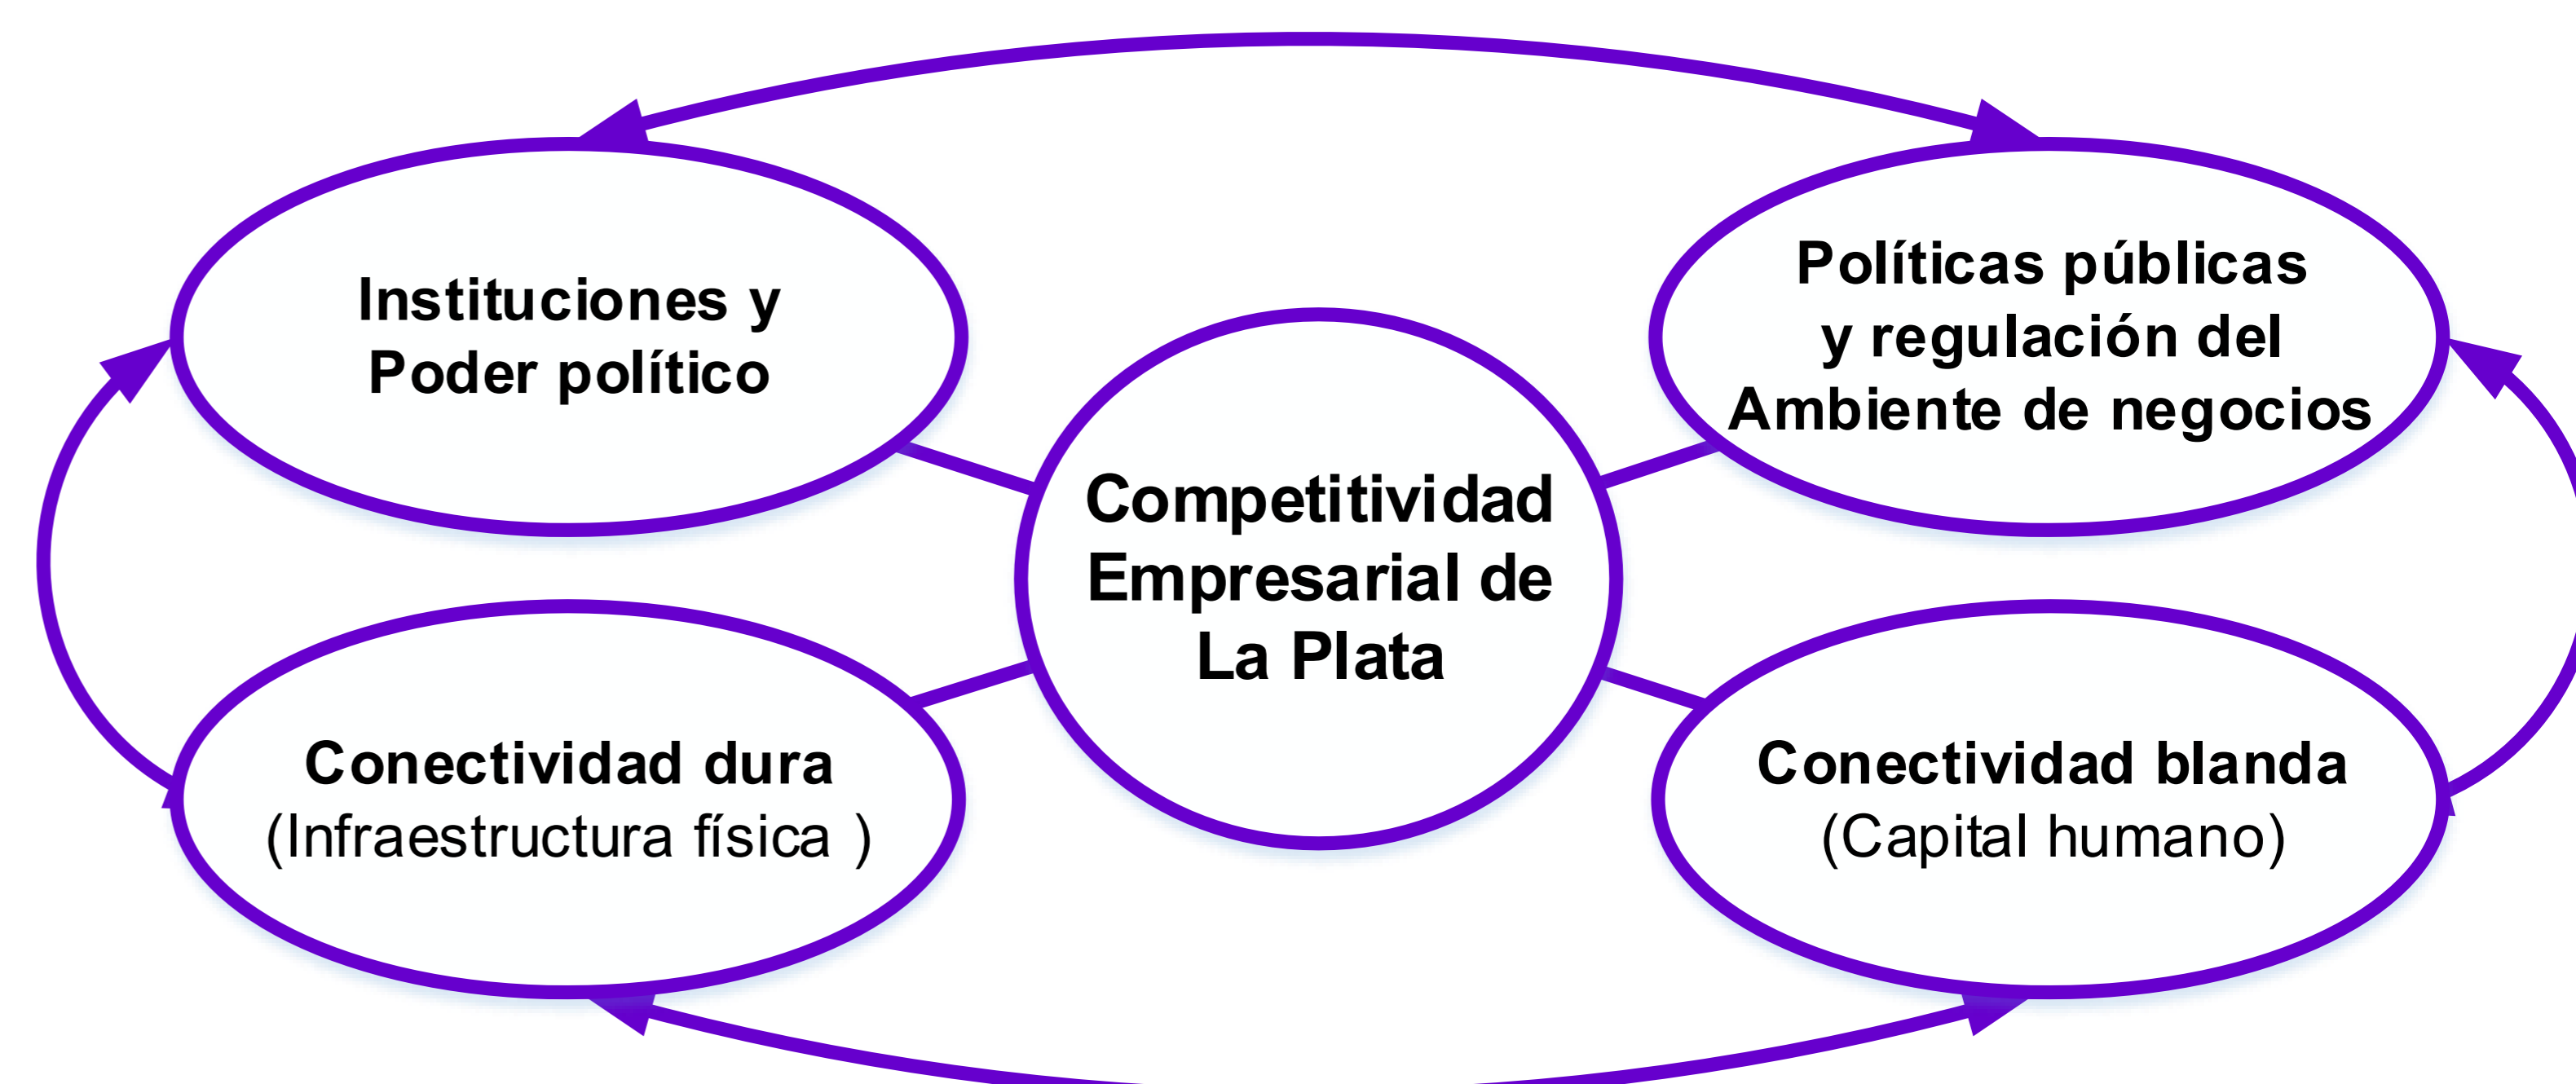 Instituciones y
Poder político
Políticas públicas
y regulación del
Ambiente de negocios
Competitividad
Empresarial de
La Plata
Conectividad dura
(Infraestructura física )
Conectividad blanda
(Capital humano)